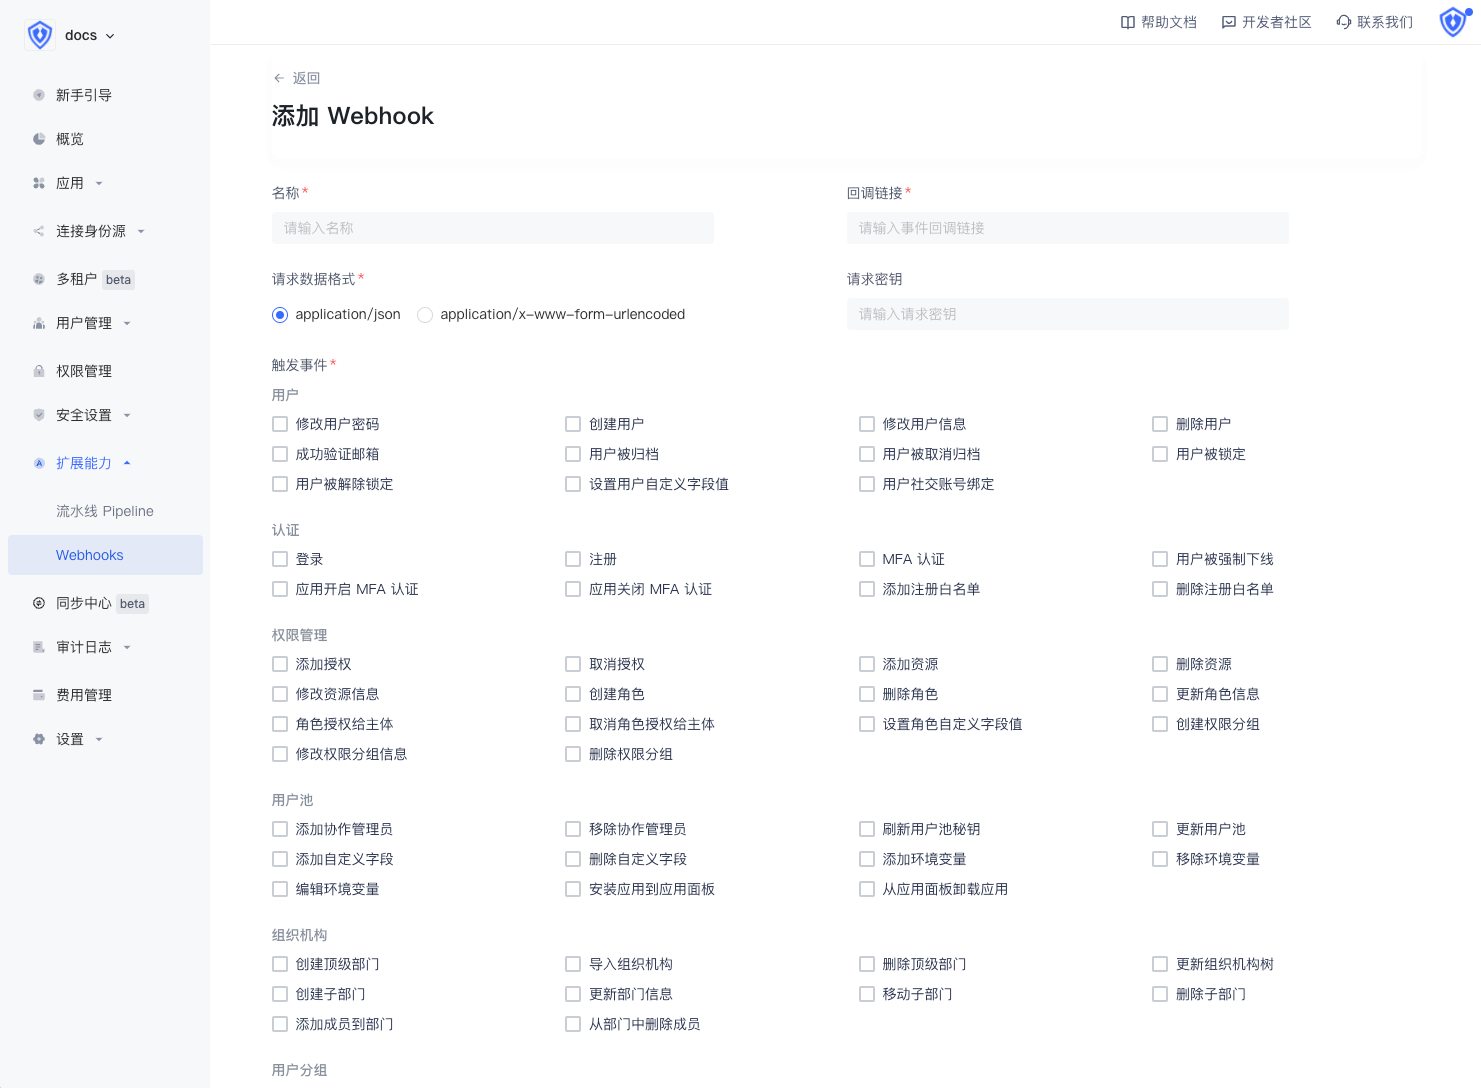 docs
帮助文档 开发者社区 联系我们
新手引导
概览
应用
连接身份源
多租户 beta
用户管理
权限管理
安全设置
扩展能力
流水线 Pipeline
Webhooks
同步中心 beta
审计日志
费用管理
设置
返回
添加 Webhook
名称* 回调链接*
请输入名称 请输入事件回调链接
请求数据格式* 请求密钥
application/json application/x-www-form-urlencoded 请输入请求密钥
触发事件*
用户
修改用户密码 创建用户 修改用户信息 删除用户
成功验证邮箱 用户被归档 用户被取消归档 用户被锁定
用户被解除锁定 设置用户自定义字段值 用户社交账号绑定
认证
登录 注册 MFA 认证 用户被强制下线
应用开启 MFA 认证 应用关闭 MFA 认证 添加注册白名单 删除注册白名单
权限管理
添加授权 取消授权 添加资源 删除资源
修改资源信息 创建角色 删除角色 更新角色信息
角色授权给主体 取消角色授权给主体 设置角色自定义字段值 创建权限分组
修改权限分组信息 删除权限分组
用户池
添加协作管理员 移除协作管理员 刷新用户池秘钥 更新用户池
添加自定义字段 删除自定义字段 添加环境变量 移除环境变量
编辑环境变量 安装应用到应用面板 从应用面板卸载应用
组织机构
创建顶级部门 导入组织机构 删除顶级部门 更新组织机构树
创建子部门 更新部门信息 移动子部门 删除子部门
添加成员到部门 从部门中删除成员
用户分组